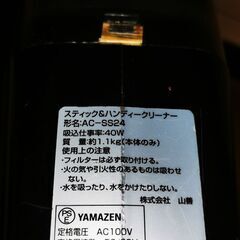 スティック&ハンディークリーナー
形名:AC-SS24
吸込仕事率:40W
質量:約1.1kg(本体のみ)
使用上の注意
・フィルターは必ず取り付ける。
・火の気や引火性のあるものは吸わせ
ない。
・水を吸ったり、水をかけたりしない。
株式会社 山善
PSE YAMAZEN
定格電圧 AC100V